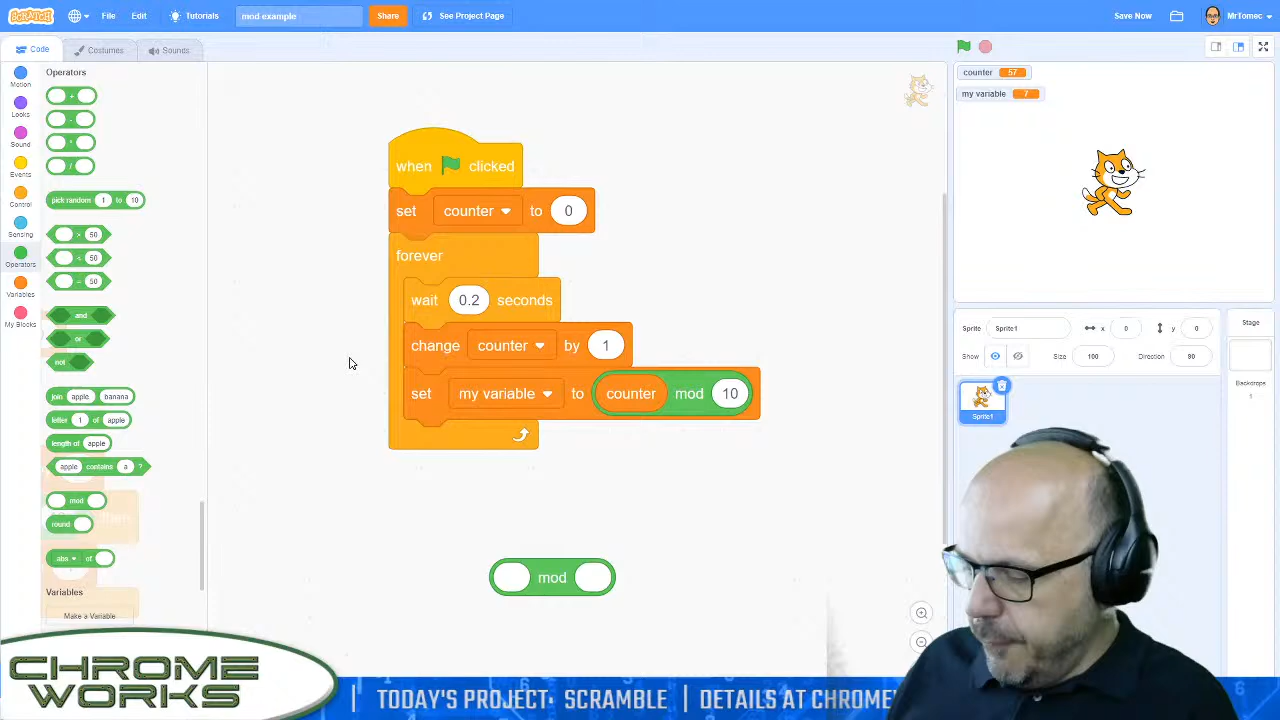 SCRATCH
File
Edit
Tutorials
mod example
Share
See Project Page
Save Now
MrTomec
Code
Costumes
Sounds
Motion
Looks
Sound
Events
Control
Sensing
Operators
Variables
My Blocks
Operators
+
-
*
/
pick random 1 to 10
> 50
< 50
= 50
and
or
not
join apple banana
letter 1 of apple
length of apple
apple contains a ?
mod
round
abs of
Variables
Make a Variable
when clicked
set counter to 0
forever
wait 0.2 seconds
change counter by 1
set my variable to counter mod 10
mod
counter 57
my variable 7
Sprite Sprite1 x 0 y 0
Show Size 100 Direction 90
Sprite1
Stage
Backdrops
1
CHROME
WORKS
TODAY'S PROJECT: SCRAMBLE | DETAILS AT CHROME